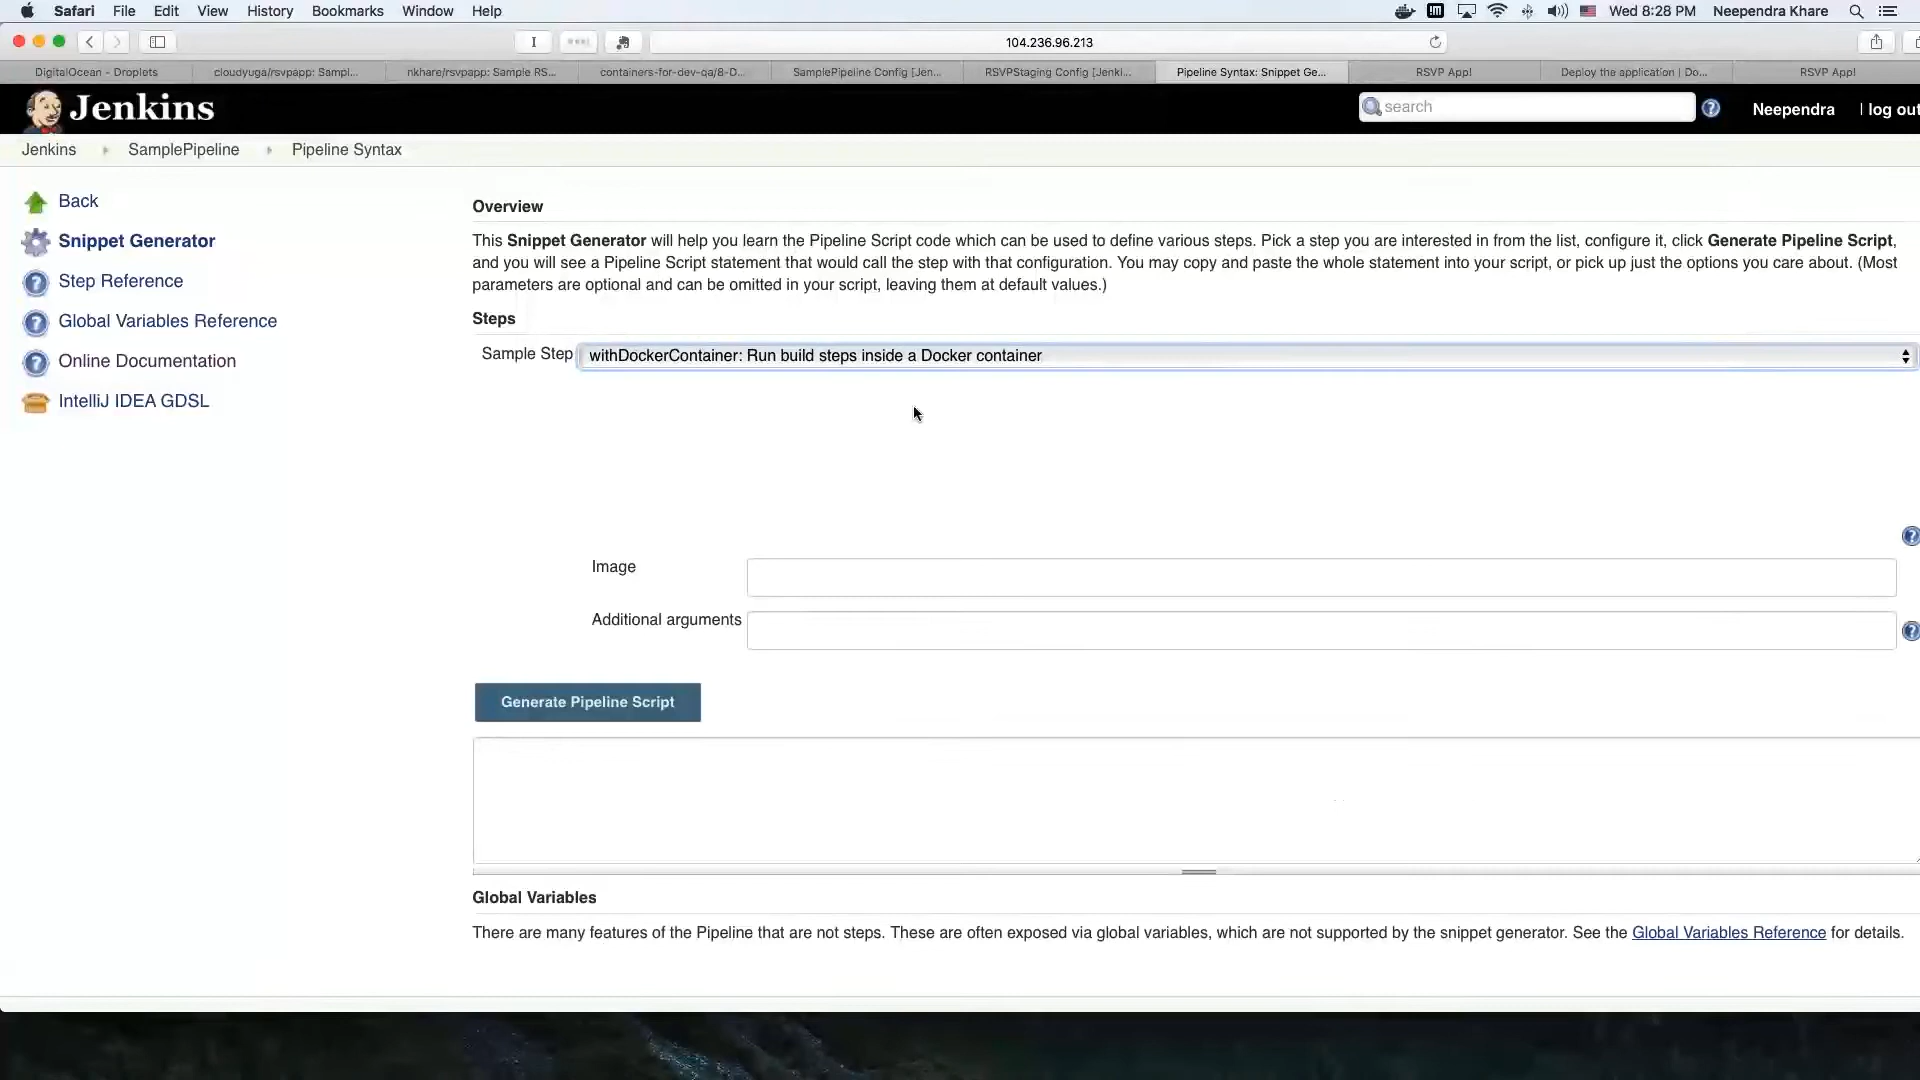 Safari File Edit View History Bookmarks Window Help Wed 8:28 PM Neependra Khare
104.236.96.213
DigitalOcean - Droplets cloudyuga/rsvpapp: Sampl... nkhare/rsvpapp: Sample RS... containers-for-dev-qa/8-D... SamplePipeline Config [Jen... RSVPStaging Config [Jenki... Pipeline Syntax: Snippet Ge... RSVP App! Deploy the application | Do... RSVP App!
Jenkins search Neependra | log out
Jenkins SamplePipeline Pipeline Syntax
Back
Snippet Generator
Step Reference
Global Variables Reference
Online Documentation
IntelliJ IDEA GDSL
Overview
This Snippet Generator will help you learn the Pipeline Script code which can be used to define various steps. Pick a step you are interested in from the list, configure it, click Generate Pipeline Script,
and you will see a Pipeline Script statement that would call the step with that configuration. You may copy and paste the whole statement into your script, or pick up just the options you care about. (Most
parameters are optional and can be omitted in your script, leaving them at default values.)
Steps
Sample Step withDockerContainer: Run build steps inside a Docker container
Image
Additional arguments
Generate Pipeline Script
Global Variables
There are many features of the Pipeline that are not steps. These are often exposed via global variables, which are not supported by the snippet generator. See the Global Variables Reference for details.